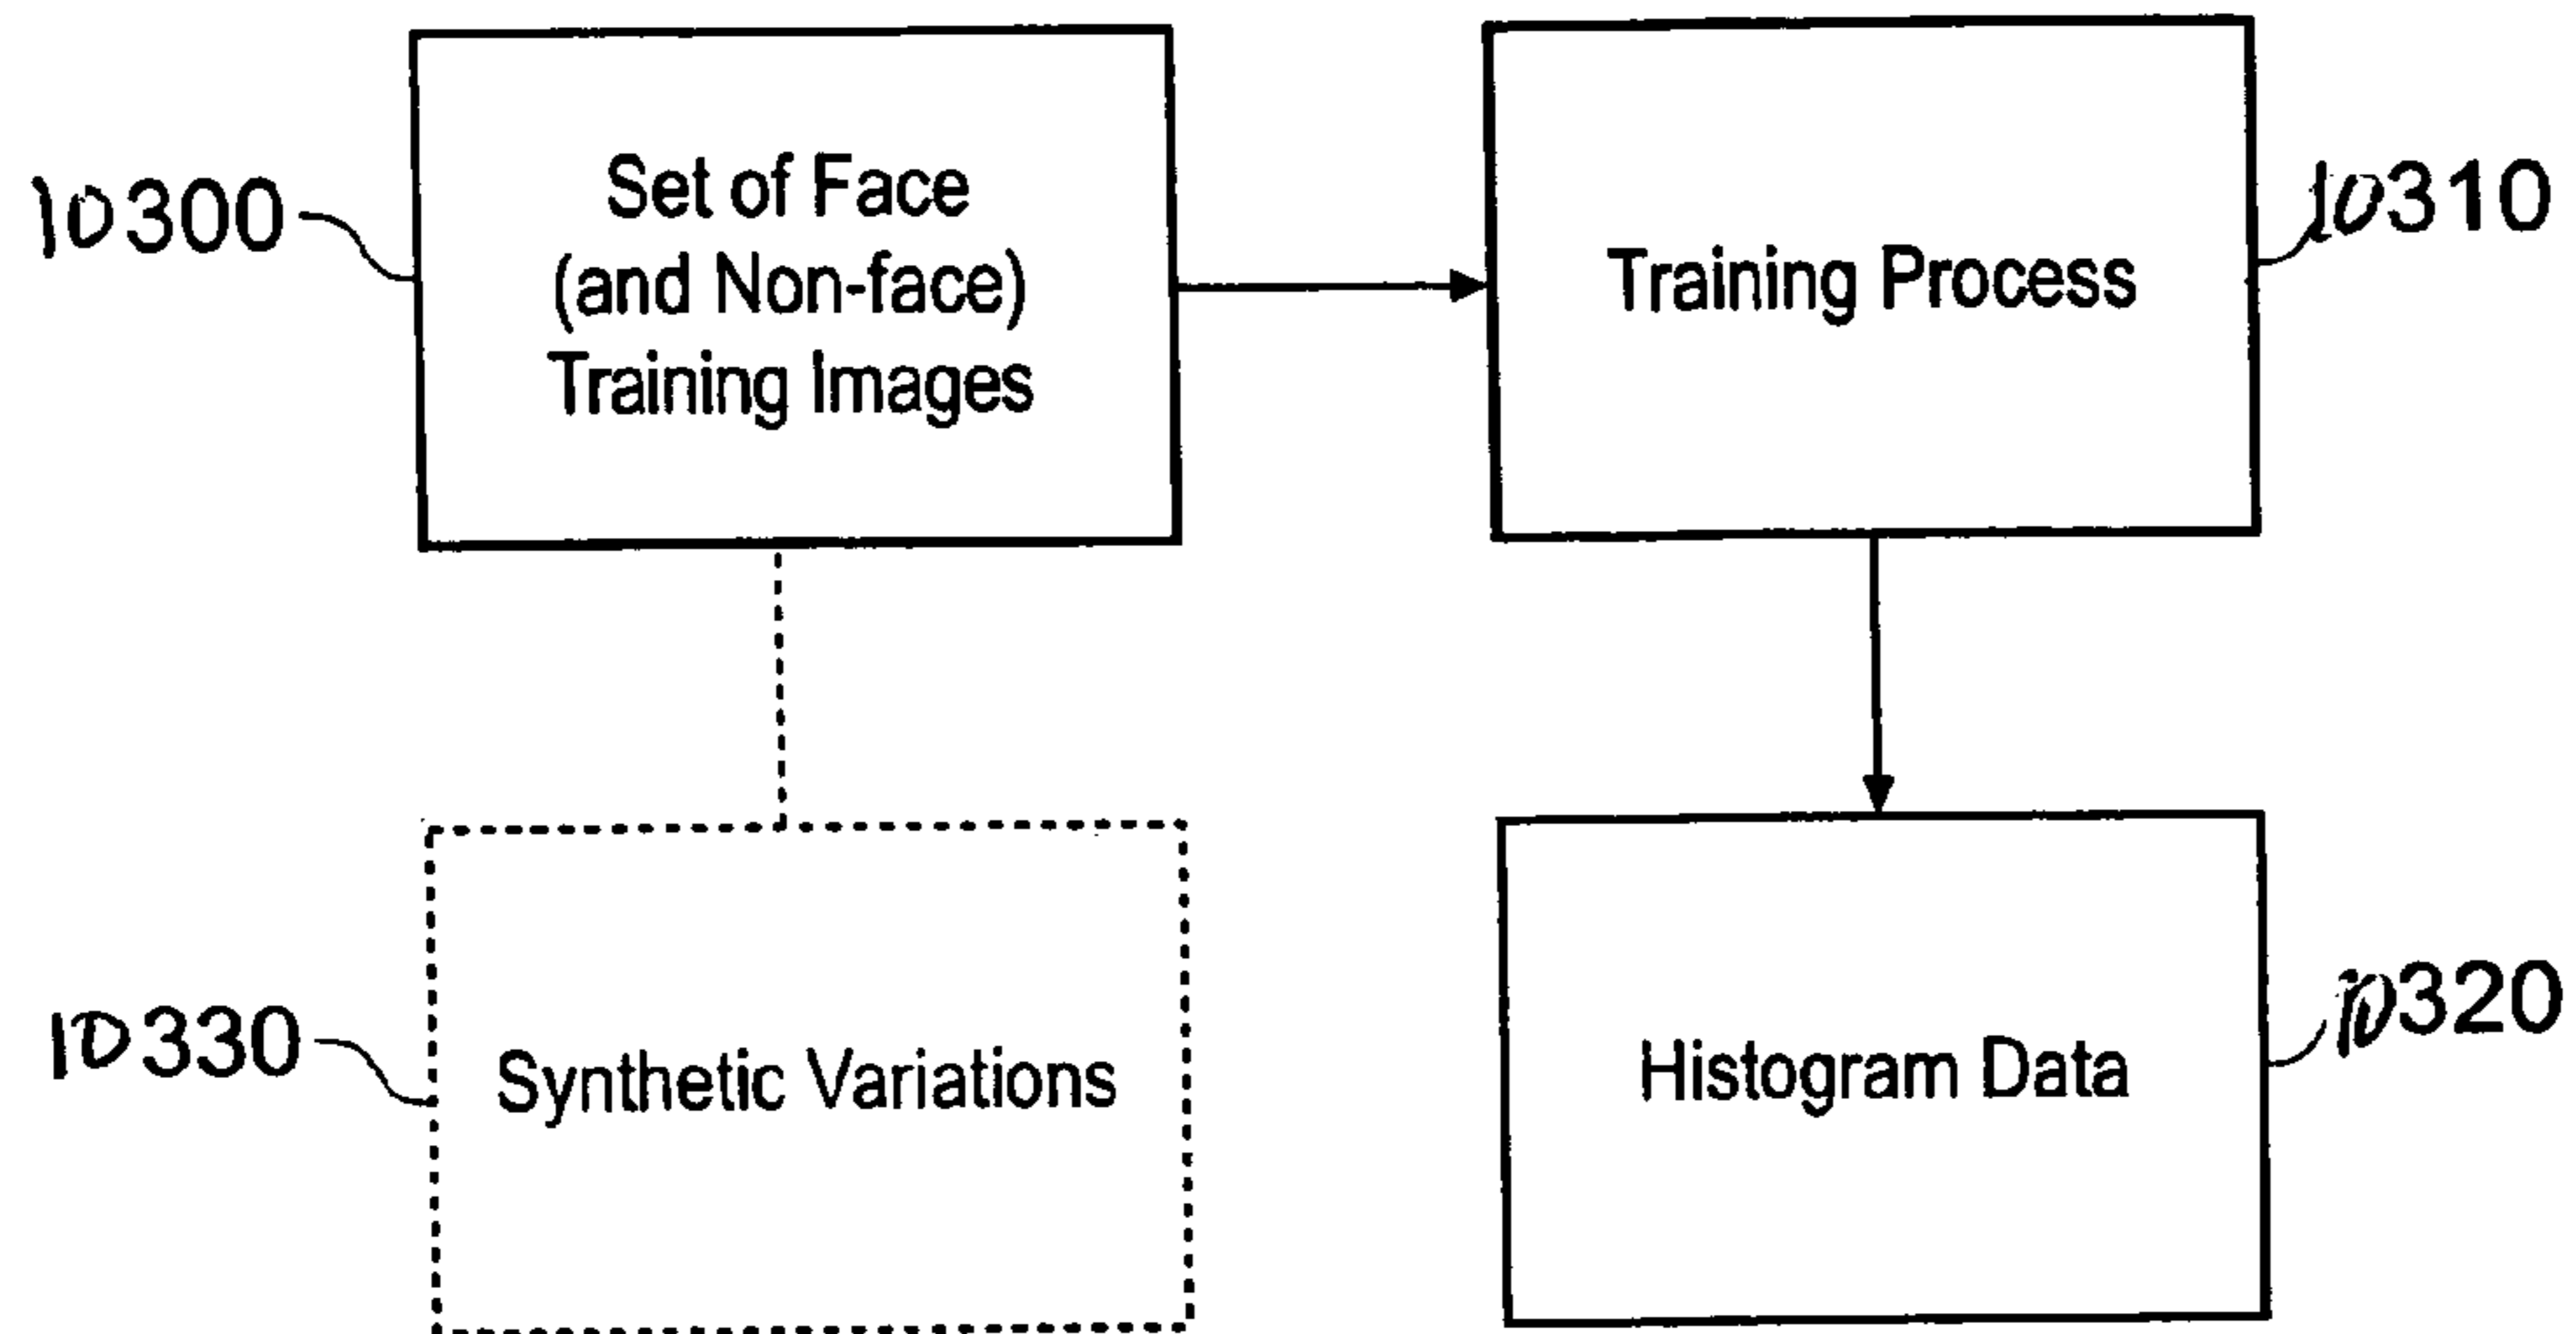 10300
Set of Face
(and Non-face)
Training Images
Training Process
10310
10330
Synthetic Variations
Histogram Data
10320